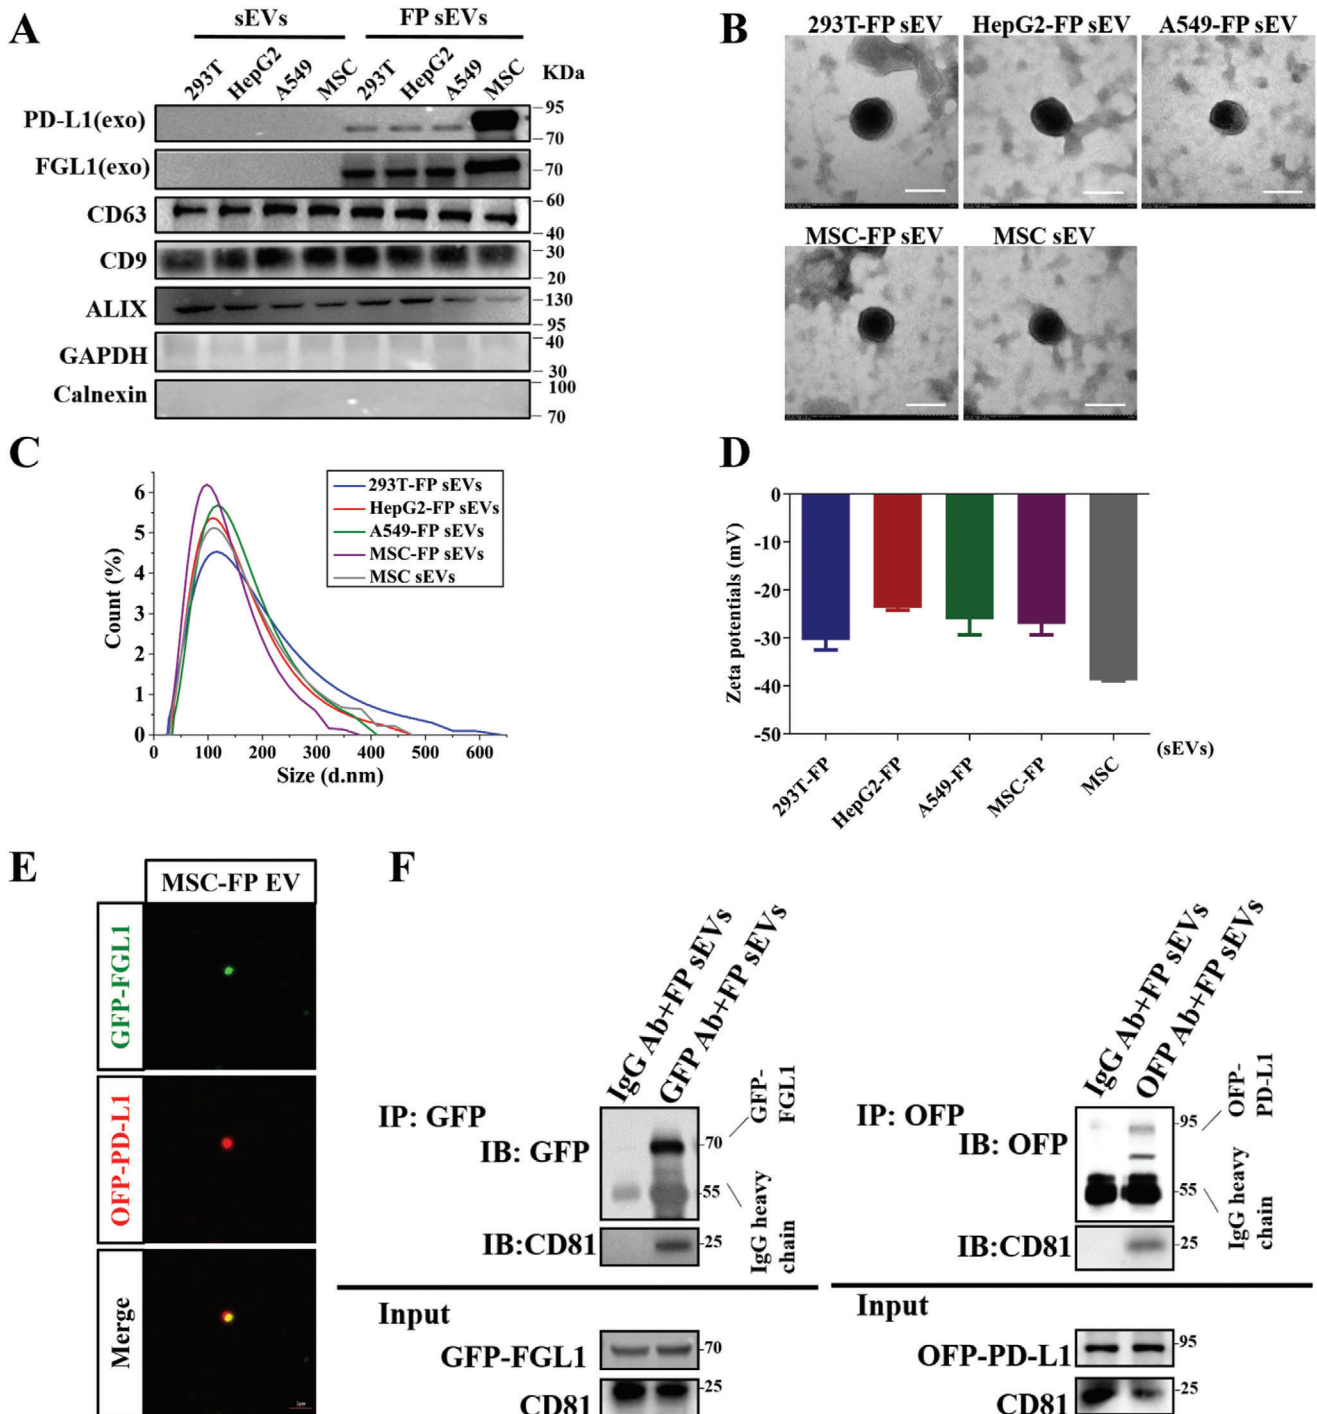 A
sEVs
FP sEVs
293T
HepG2
A549
MSC
293T
HepG2
A549
MSC
KDa
PD-L1(exo)
95
70
FGL1(exo)
70
CD63
60
40
CD9
30
20
ALIX
130
95
GAPDH
40
30
Calnexin
100
70
B
293T-FP sEV
HepG2-FP sEV
A549-FP sEV
MSC-FP sEV
MSC sEV
C
293T-FP sEVs
HepG2-FP sEVs
A549-FP sEVs
MSC-FP sEVs
MSC sEVs
Count (%)
6
5
4
3
2
1
0
0 100 200 300 400 500 600
Size (d.nm)
D
Zeta potentials (mV)
0
-10
-20
-30
-40
-50
293T-FP
HepG2-FP
A549-FP
MSC-FP
MSC
(sEVs)
E
MSC-FP EV
GFP-FGL1
OFP-PD-L1
Merge
F
IgG Ab+FP sEVs
GFP Ab+FP sEVs
IP: GFP
IB: GFP
70
55
GFP-
FGL1
IgG heavy
chain
IB:CD81
25
Input
GFP-FGL1
70
CD81
25
IgG Ab+FP sEVs
OFP Ab+FP sEVs
IP: OFP
IB: OFP
95
55
OFP-
PD-L1
IgG heavy
chain
IB:CD81
25
Input
OFP-PD-L1
95
CD81
25